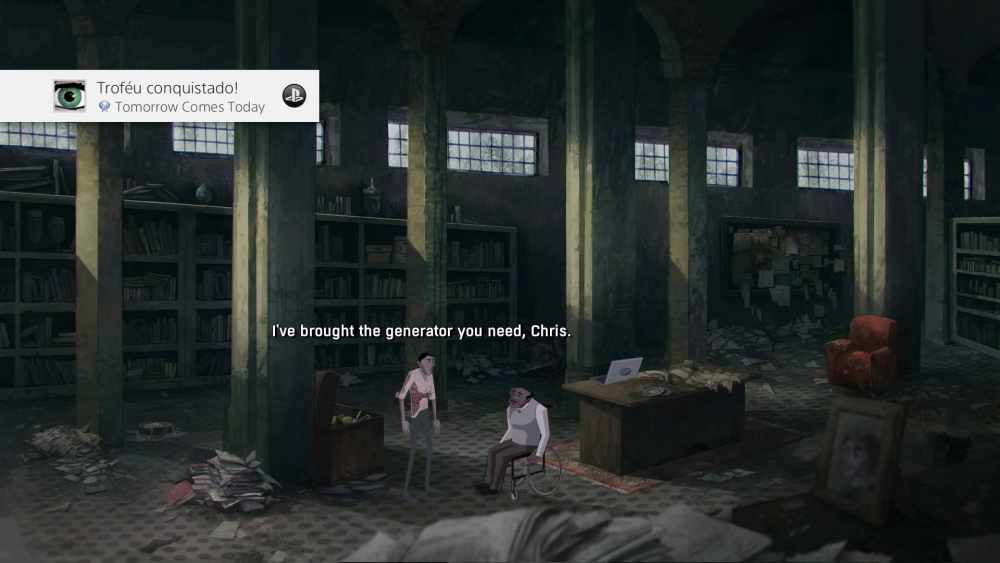 Troféu conquistado!
Tomorrow Comes Today
I've brought the generator you need, Chris.